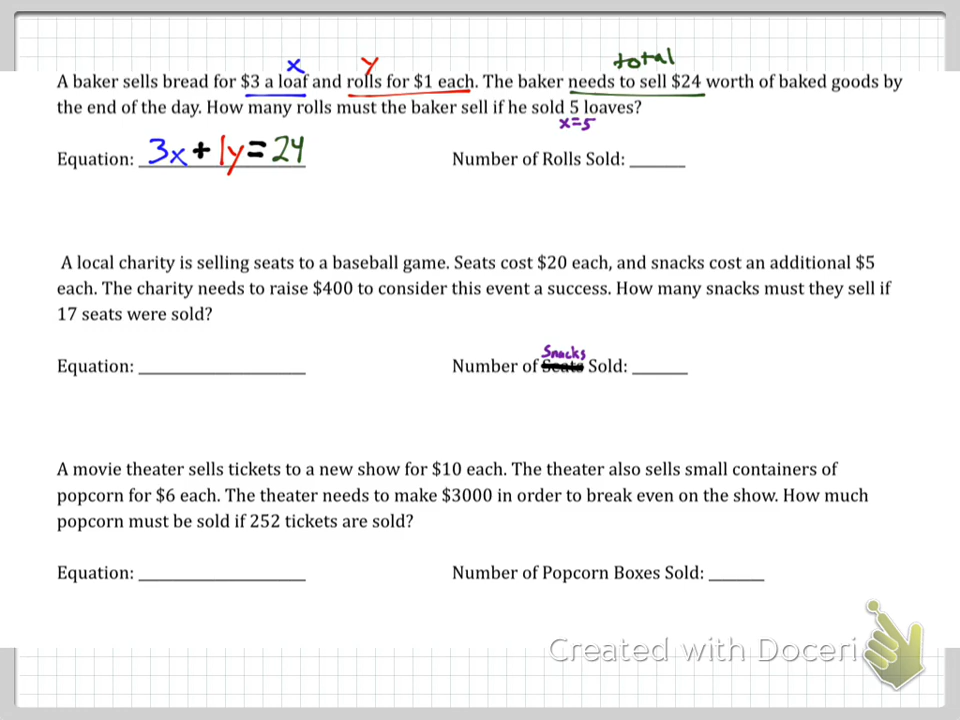 x y total
A baker sells bread for $3 a loaf and rolls for $1 each. The baker needs to sell $24 worth of baked goods by
the end of the day. How many rolls must the baker sell if he sold 5 loaves?
x=5
Equation: 3x + 1y = 24 Number of Rolls Sold: ______
A local charity is selling seats to a baseball game. Seats cost $20 each, and snacks cost an additional $5
each. The charity needs to raise $400 to consider this event a success. How many snacks must they sell if
17 seats were sold?
Snacks
Equation: __________________ Number of Seats Sold: ______
A movie theater sells tickets to a new show for $10 each. The theater also sells small containers of
popcorn for $6 each. The theater needs to make $3000 in order to break even on the show. How much
popcorn must be sold if 252 tickets are sold?
Equation: __________________ Number of Popcorn Boxes Sold: ______
Created with Doceri